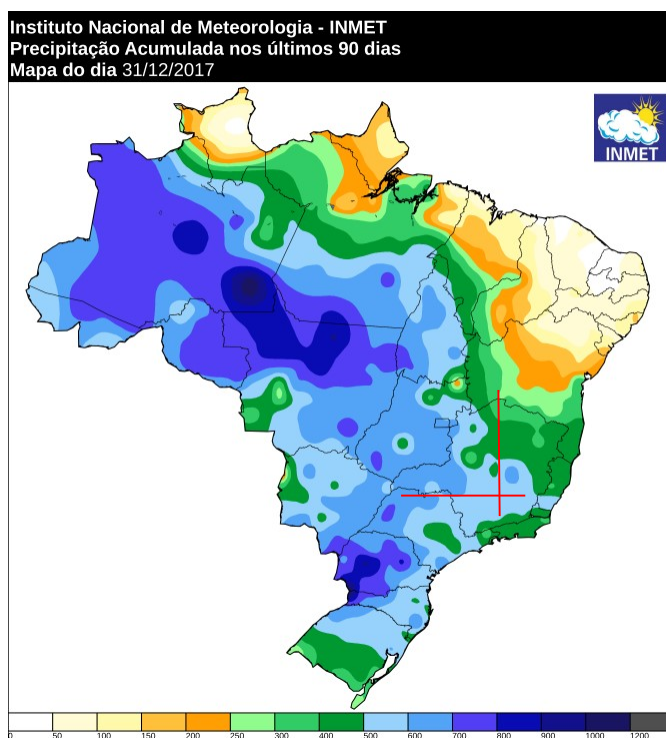 Instituto Nacional de Meteorologia - INMET
Precipitação Acumulada nos últimos 90 dias
Mapa do dia 31/12/2017
INMET
0 50 100 150 200 250 300 400 500 600 700 800 900 1000 1200